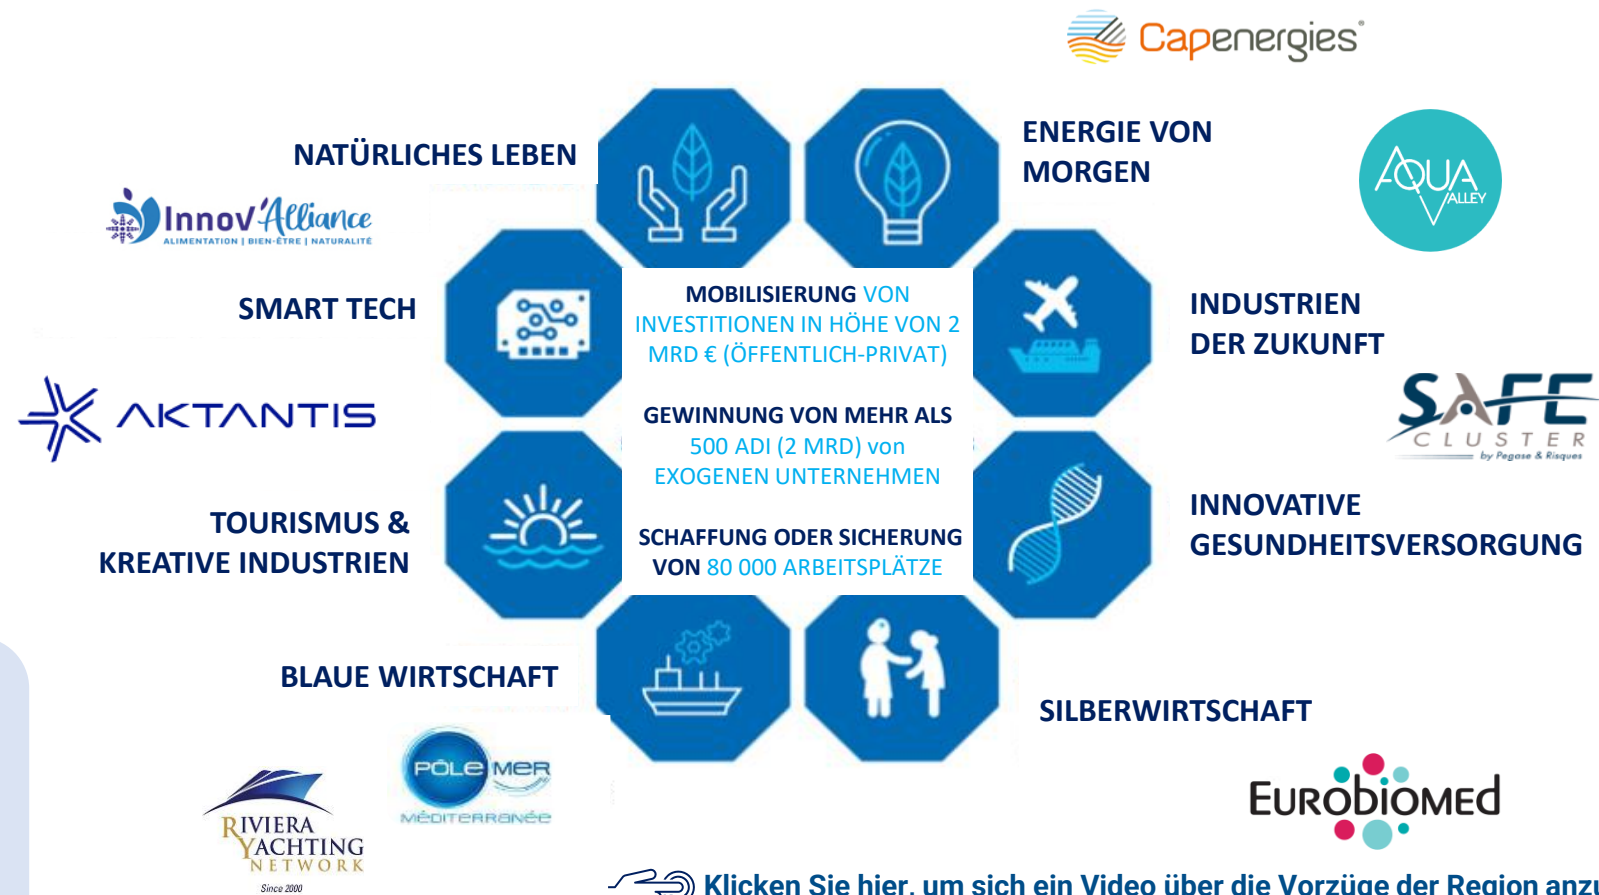 Capenergies®
NATÜRLICHES LEBEN
ENERGIE VON
MORGEN
Innov'Alliance
ALIMENTATION | BIEN-ÊTRE | NATURALITÉ
AQUA
VALLEY
SMART TECH
MOBILISIERUNG VON
INVESTITIONEN IN HÖHE VON 2
MRD € (ÖFFENTLICH-PRIVAT)
INDUSTRIEN
DER ZUKUNFT
AKTANTIS
GEWINNUNG VON MEHR ALS
500 ADI (2 MRD) von
EXOGENEN UNTERNEHMEN
SAFE
CLUSTER
by Pegase & Risques
TOURISMUS &
KREATIVE INDUSTRIEN
SCHAFFUNG ODER SICHERUNG
VON 80 000 ARBEITSPLÄTZE
INNOVATIVE
GESUNDHEITSVERSORGUNG
BLAUE WIRTSCHAFT
SILBERWIRTSCHAFT
PÔLE MER
MÉDITERRANÉE
RIVIERA
YACHTING
NETWORK
Since 2000
EUROBIOMED
Klicken Sie hier, um sich ein Video über die Vorzüge der Region